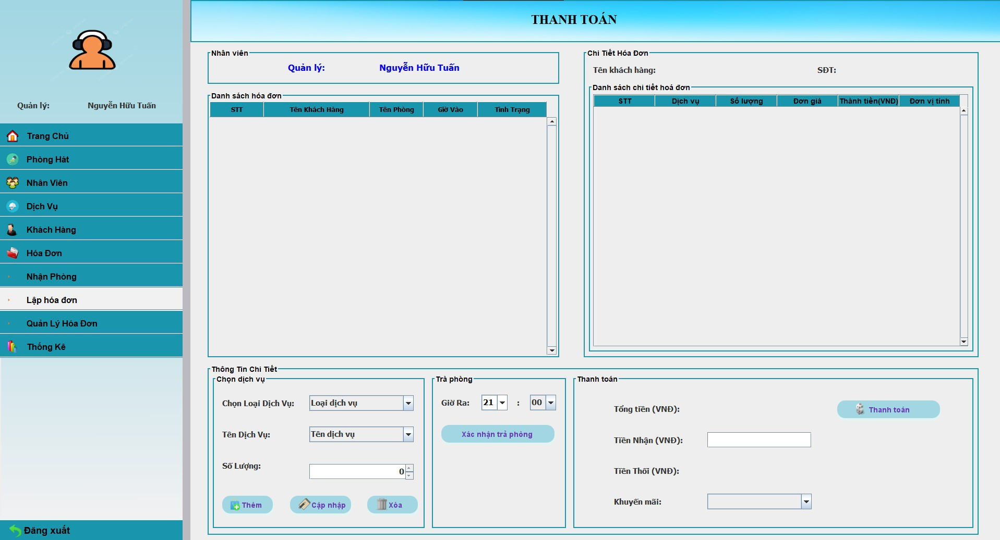 THANH TOÁN
Quản lý: Nguyễn Hữu Tuấn
Trang Chủ
Phòng Hát
Nhân Viên
Dịch Vụ
Khách Hàng
Hóa Đơn
Nhận Phòng
Lập hóa đơn
Quản Lý Hóa Đơn
Thống Kê
Đăng xuất
Nhân viên
Quản lý: Nguyễn Hữu Tuấn
Danh sách hóa đơn
STT Tên Khách Hàng Tên Phòng Giờ Vào Tình Trạng
Chi Tiết Hóa Đơn
Tên khách hàng: SĐT:
Danh sách chi tiết hoá đơn
STT Dịch vụ Số lượng Đơn giá Thành tiền(VNĐ) Đơn vị tính
Thông Tin Chi Tiết
Chọn dịch vụ
Chọn Loại Dịch Vụ: Loại dịch vụ
Tên Dịch Vụ: Tên dịch vụ
Số Lượng: 0
Thêm Cập nhập Xóa
Trả phòng
Giờ Ra: 21 : 00
Xác nhận trả phòng
Thanh toán
Tổng tiền (VNĐ): Thanh toán
Tiền Nhận (VNĐ):
Tiền Thối (VNĐ):
Khuyến mãi: